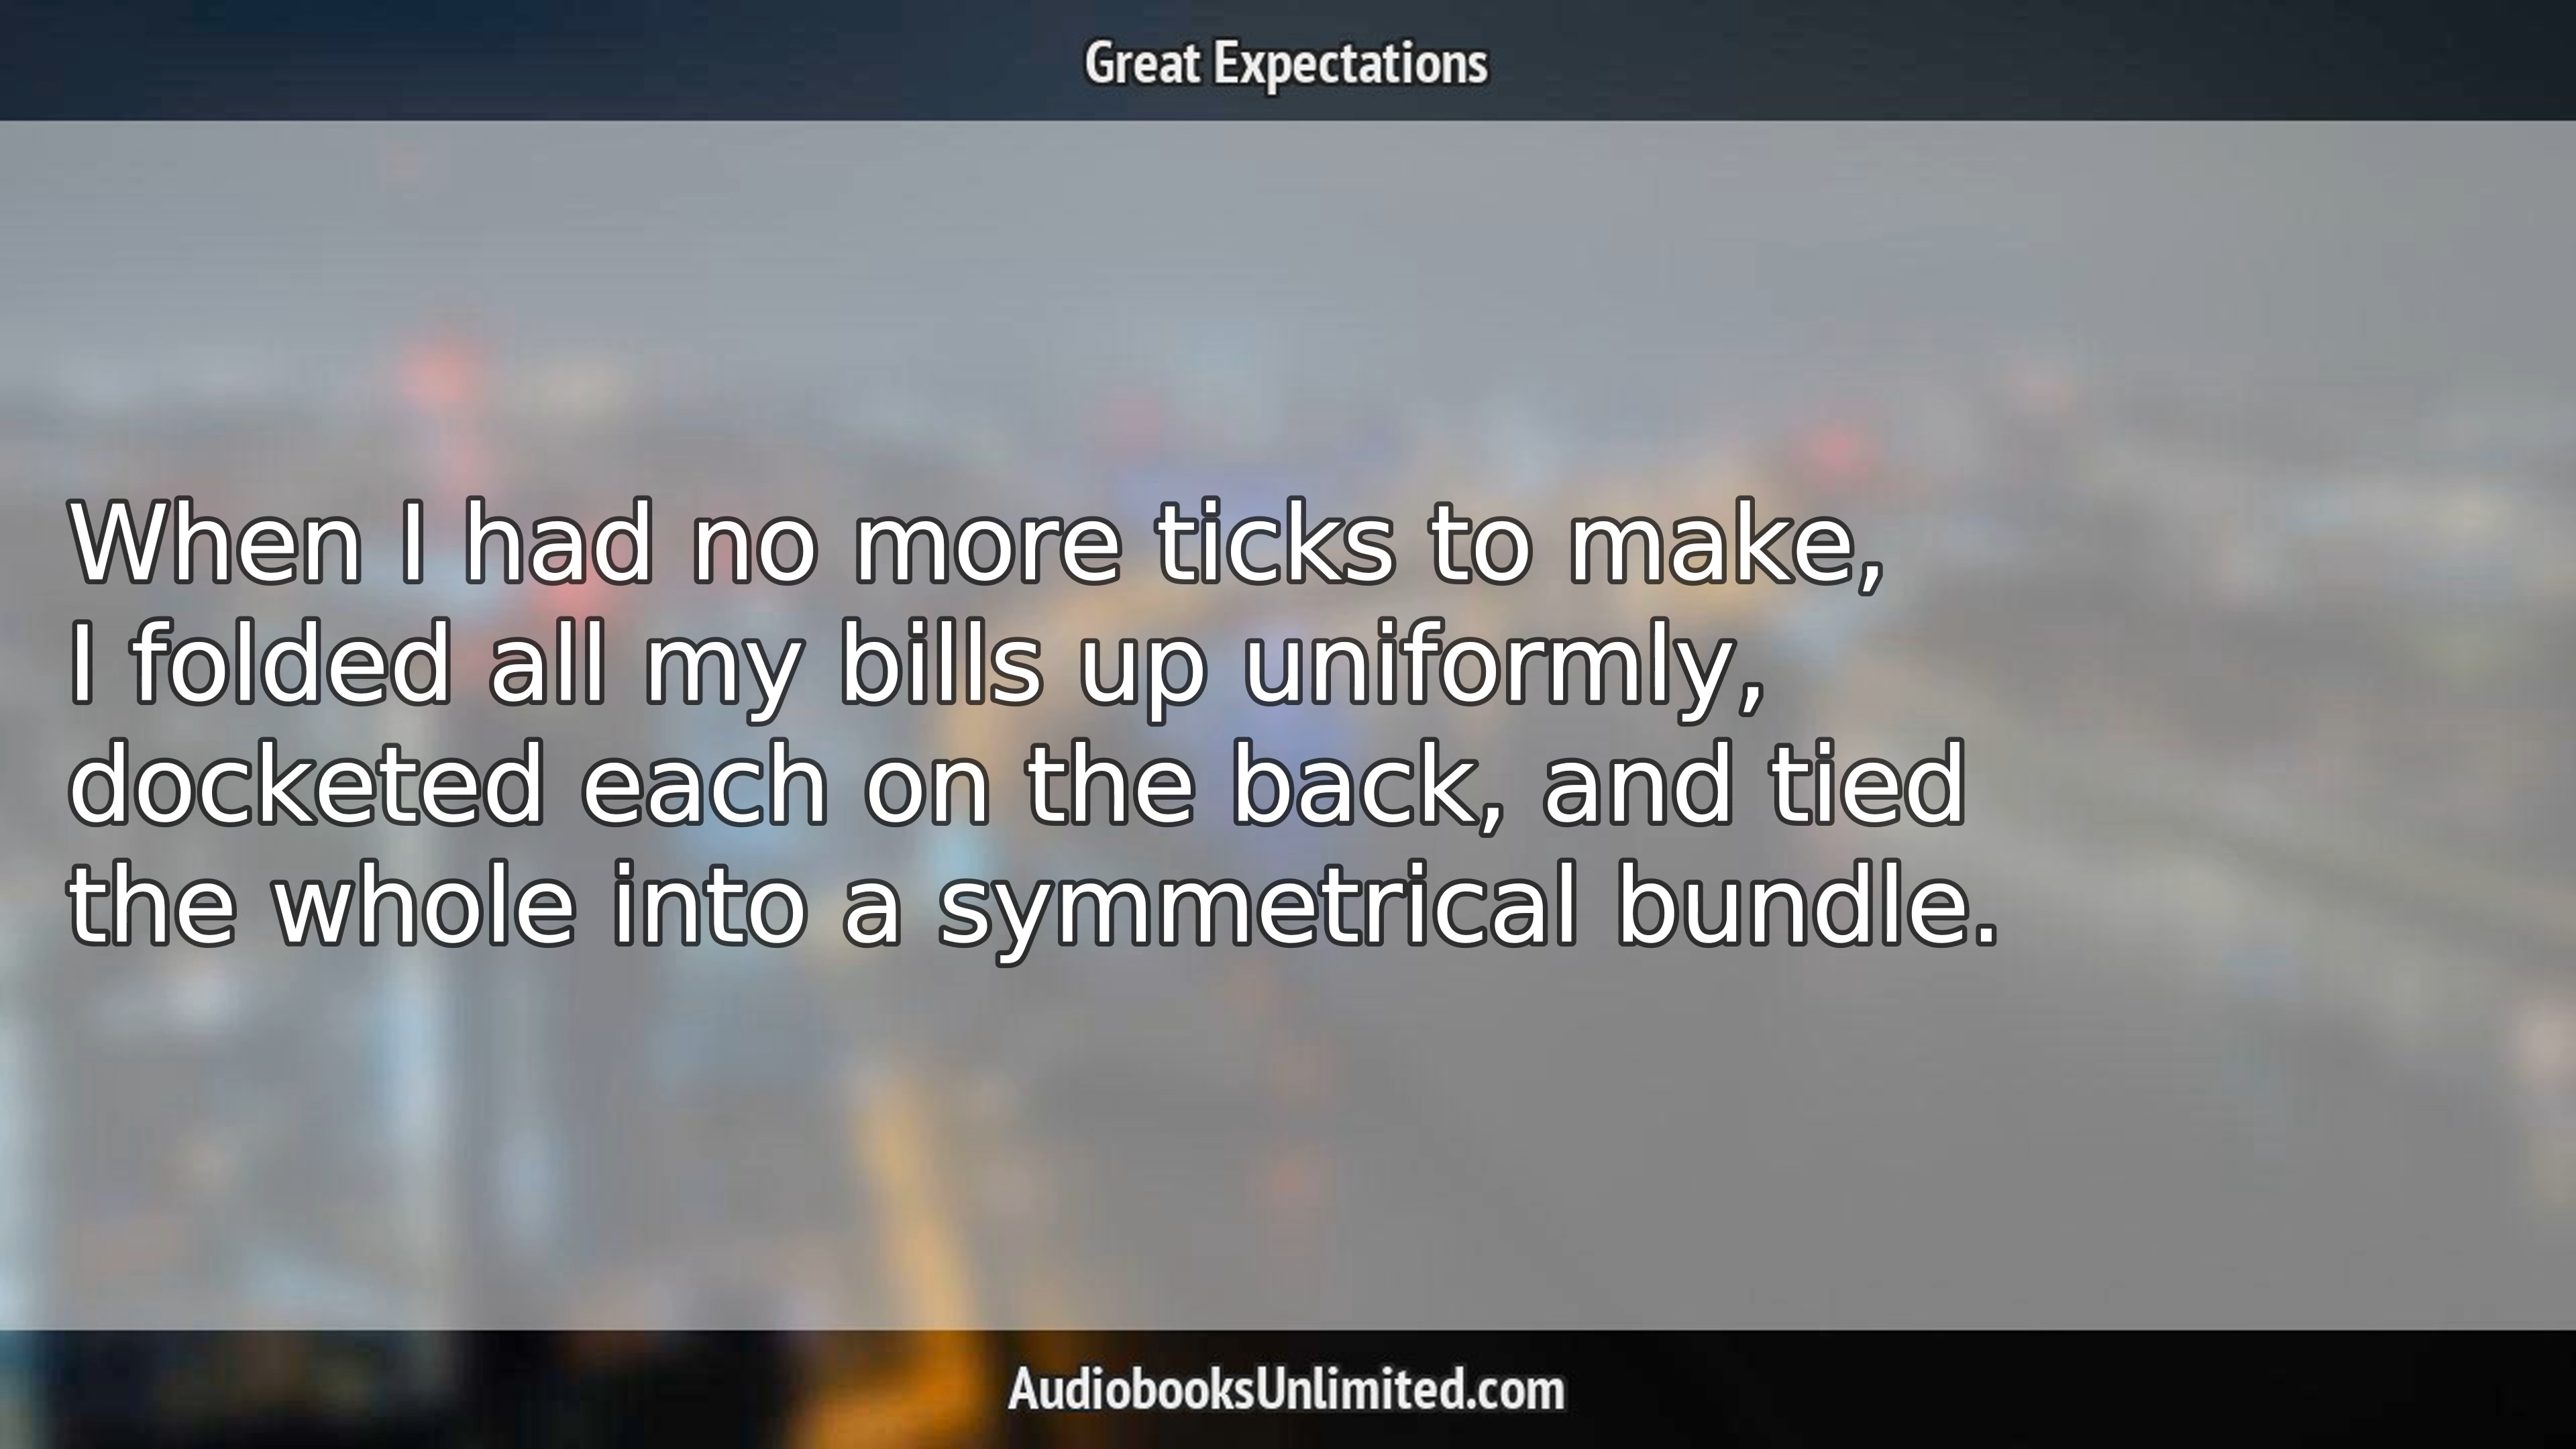 Great Expectations
When I had no more ticks to make,
I folded all my bills up uniformly,
docketed each on the back, and tied
the whole into a symmetrical bundle.
AudiobooksUnlimited.com